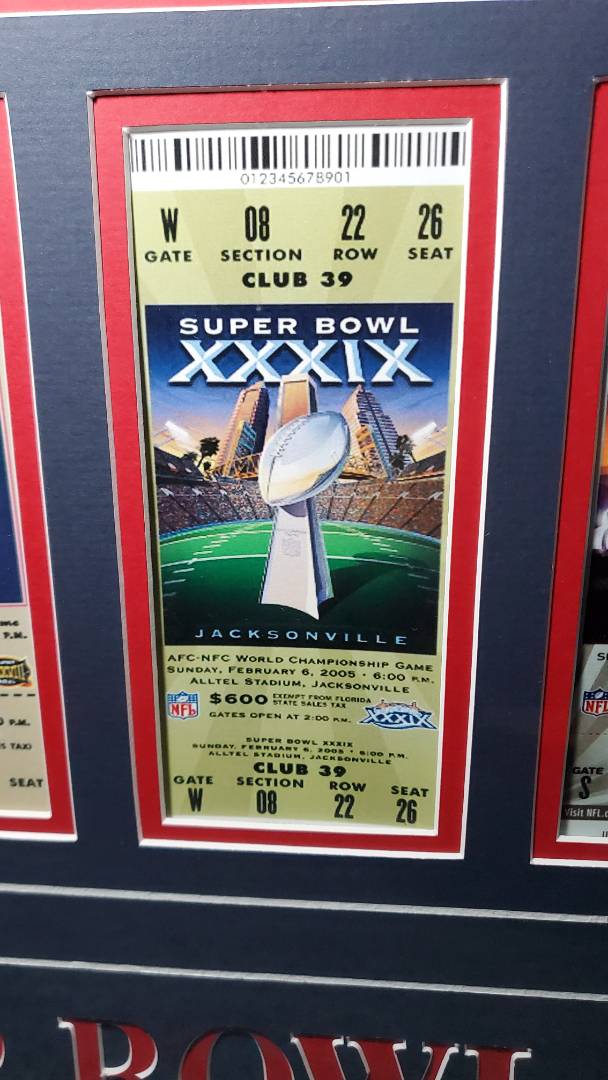 012345678901
W 08 22 26
GATE SECTION ROW SEAT
CLUB 39
SUPER BOWL
XXXIX
JACKSONVILLE
AFC-NFC WORLD CHAMPIONSHIP GAME
SUNDAY, FEBRUARY 6, 2005 • 6:00 P.M.
ALLTEL STADIUM, JACKSONVILLE
NFL $600 EXEMPT FROM FLORIDA
STATE SALES TAX
GATES OPEN AT 2:00 P.M.
XXXIX
SUPER BOWL XXXIX
SUNDAY, FEBRUARY 6, 2005 • 6:00 P.M.
ALLTEL STADIUM, JACKSONVILLE
CLUB 39
GATE SECTION ROW SEAT
W 08 22 26
P.M.
P.M.
SEAT
NFL
GATE
S
Visit NFL.
BOWL